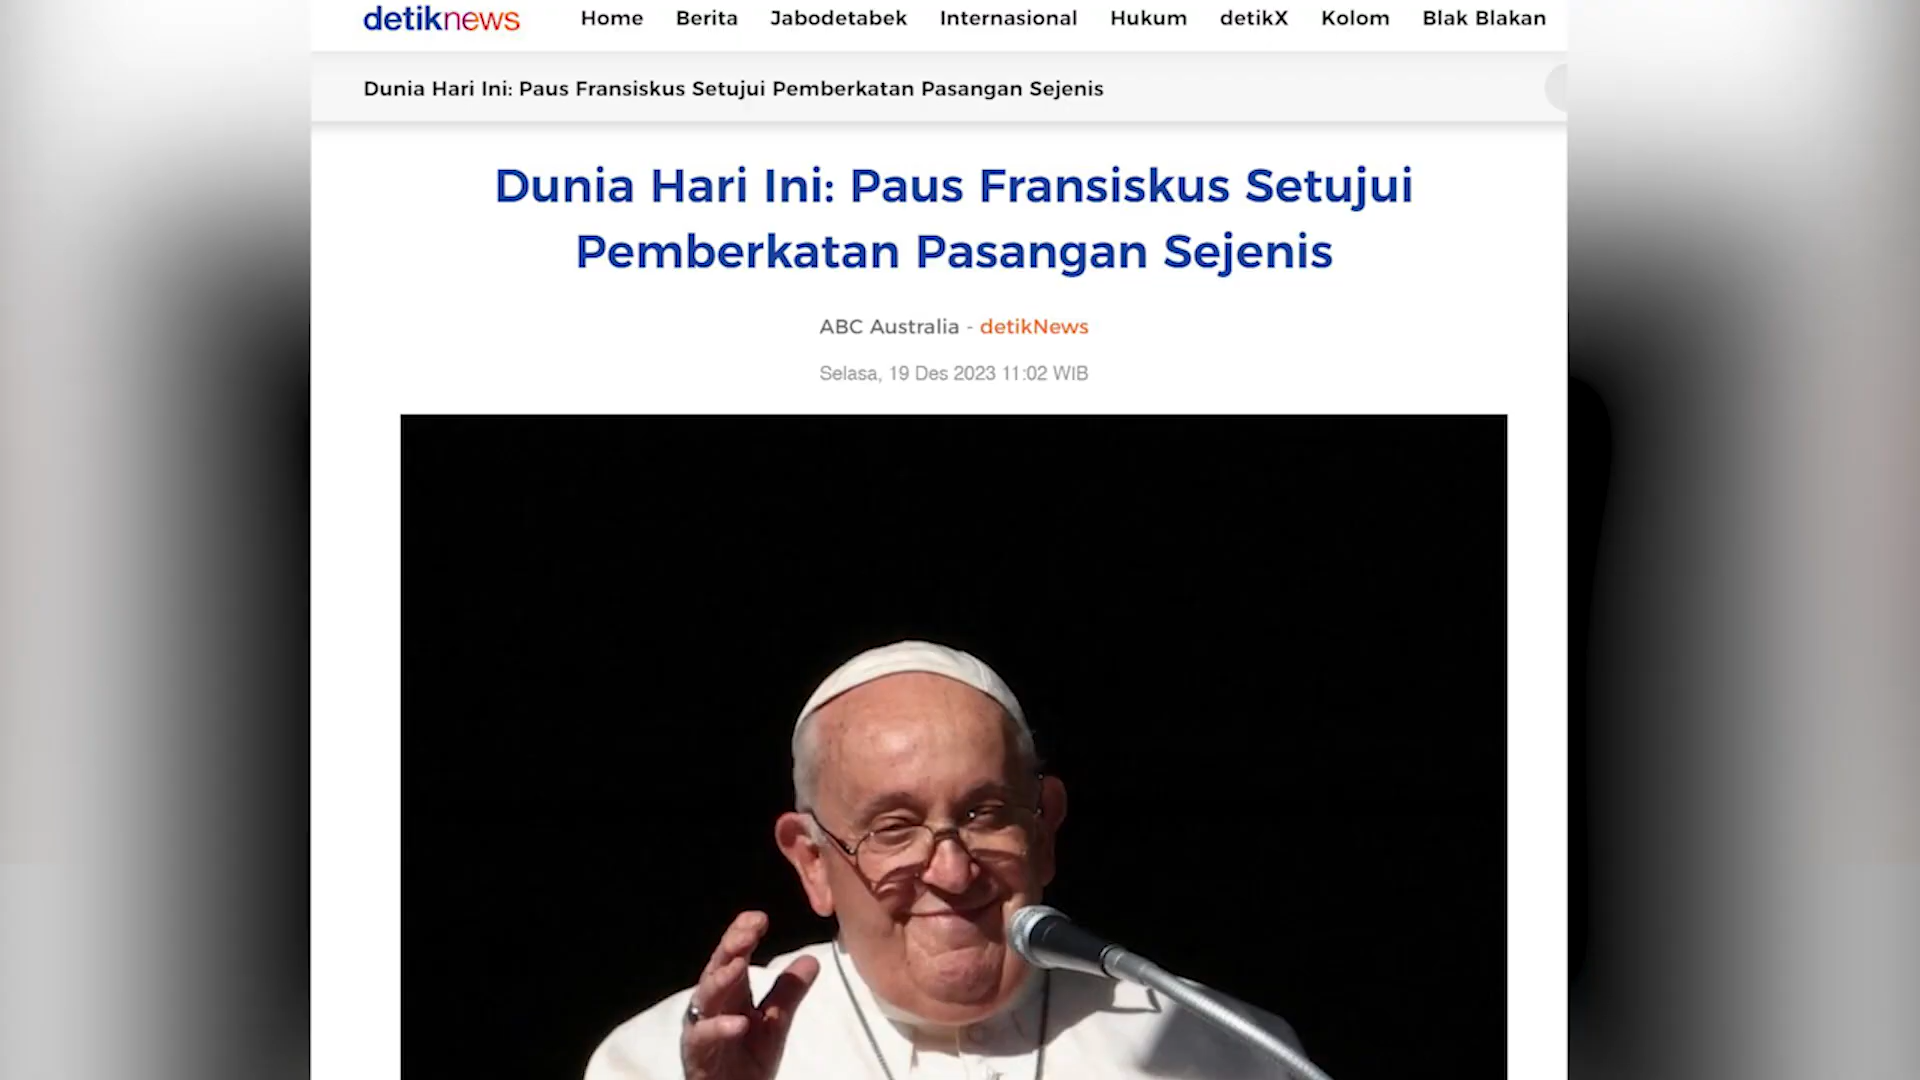 detiknews Home Berita Jabodetabek Internasional Hukum detikX Kolom Blak Blakan
Dunia Hari Ini: Paus Fransiskus Setujui Pemberkatan Pasangan Sejenis
Dunia Hari Ini: Paus Fransiskus Setujui
Pemberkatan Pasangan Sejenis
ABC Australia - detikNews
Selasa, 19 Des 2023 11:02 WIB